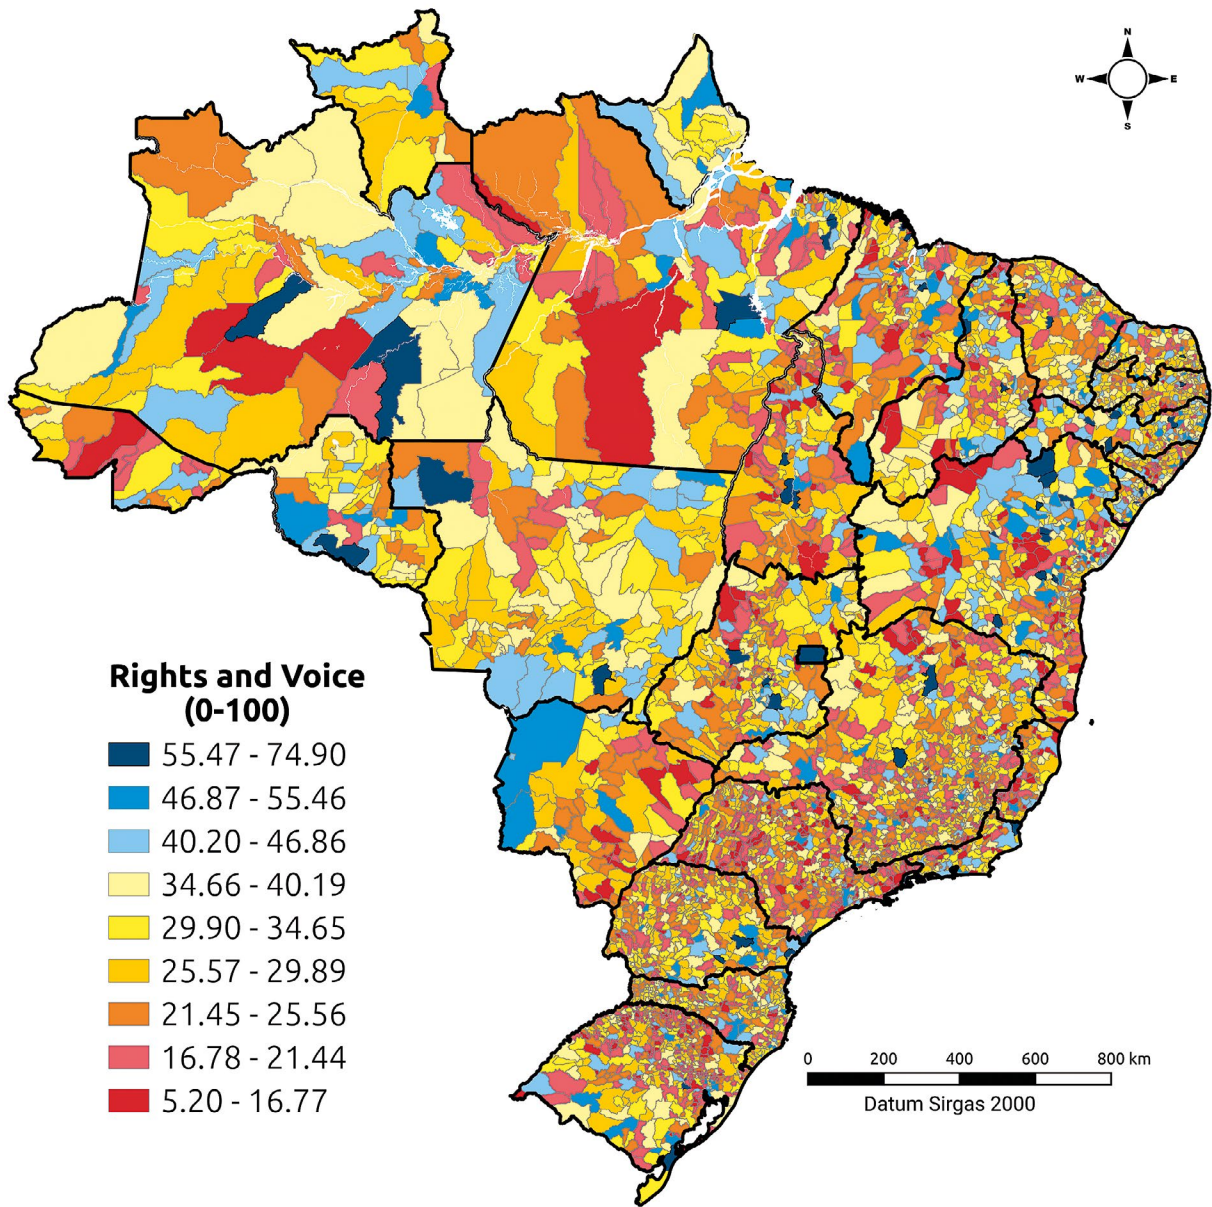 N
W E
S
Rights and Voice
(0-100)
55.47 - 74.90
46.87 - 55.46
40.20 - 46.86
34.66 - 40.19
29.90 - 34.65
25.57 - 29.89
21.45 - 25.56
16.78 - 21.44
5.20 - 16.77
0 200 400 600 800 km
Datum Sirgas 2000